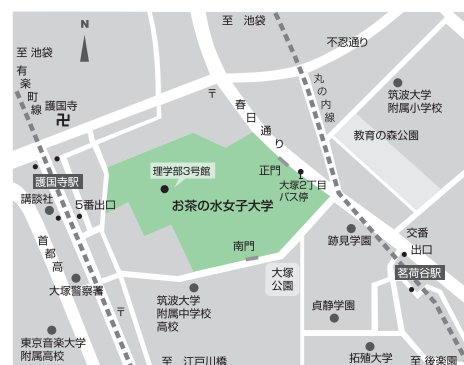 N
至 池袋
不忍通り
至 池袋
有楽町線
護国寺
卍
〒
春日通り
丸の内線
筑波大学
附属小学校
教育の森公園
理学部3号館
正門
大塚2丁目
バス停
護国寺駅
講談社
5番出口
お茶の水女子大学
首都高
南門
大塚
公園
跡見学園
交番
出口
茗荷谷駅
大塚警察署
〒
筑波大学
附属中学校
高校
貞静学園
東京音楽大学
附属高校
至 江戸川橋
拓殖大学
至 後楽園